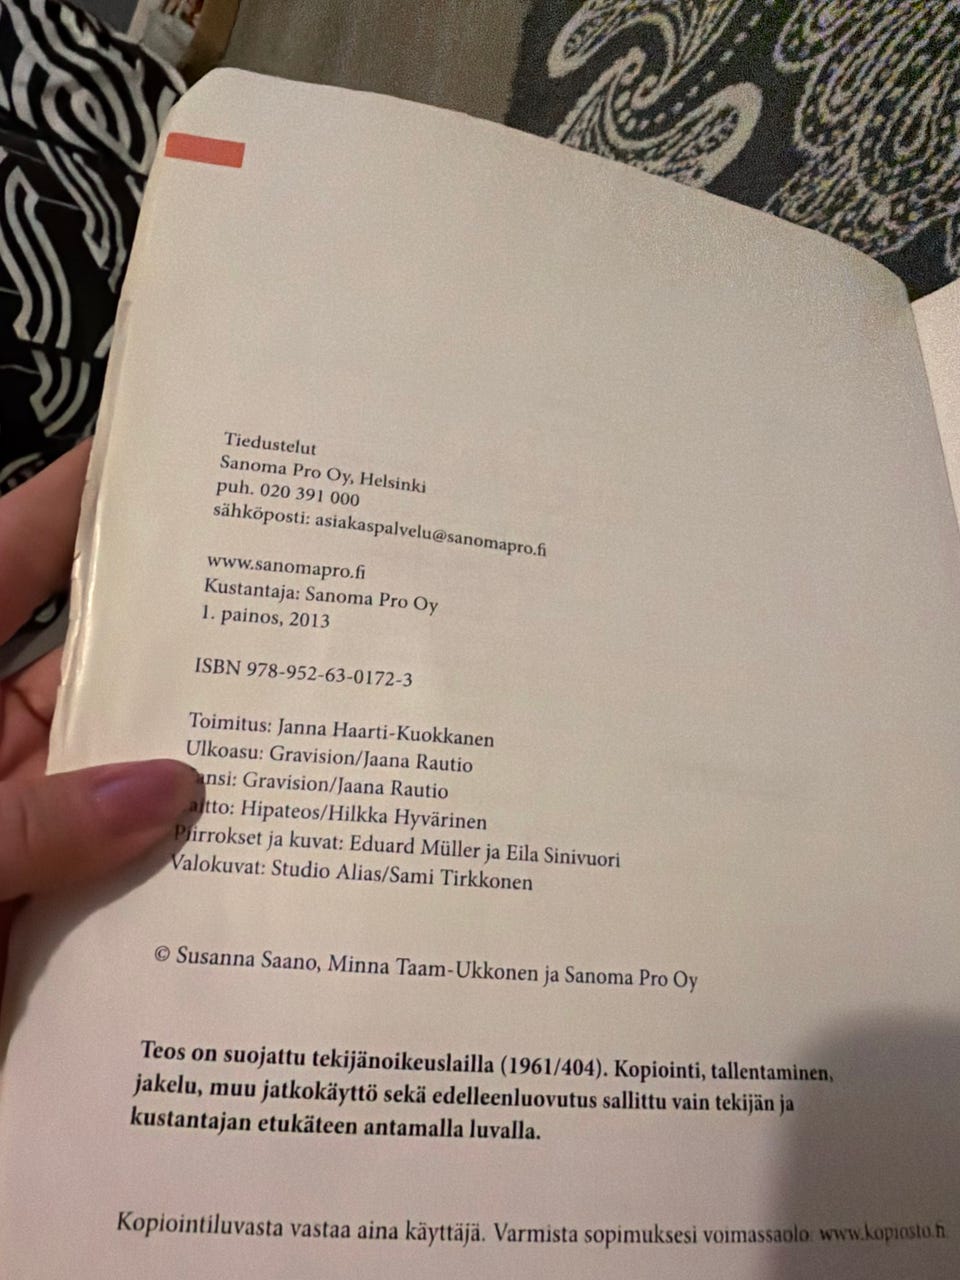 Tiedustelut
Sanoma Pro Oy, Helsinki
puh. 020 391 000
sähköposti: asiakaspalvelu@sanomapro.fi
www.sanomapro.fi
Kustantaja: Sanoma Pro Oy
1. painos, 2013
ISBN 978-952-63-0172-3
Toimitus: Janna Haarti-Kuokkanen
Ulkoasu: Gravision/Jaana Rautio
ansi: Gravision/Jaana Rautio
aitto: Hipateos/Hilkka Hyvärinen
Piirrokset ja kuvat: Eduard Müller ja Eila Sinivuori
Valokuvat: Studio Alias/Sami Tirkkonen
© Susanna Saano, Minna Taam-Ukkonen ja Sanoma Pro Oy
Teos on suojattu tekijänoikeuslailla (1961/404). Kopiointi, tallentaminen,
jakelu, muu jatkokäyttö sekä edelleenluovutus sallittu vain tekijän ja
kustantajan etukäteen antamalla luvalla.
Kopiointiluvasta vastaa aina käyttäjä. Varmista sopimuksesi voimassaolo www.kopiosto.fi